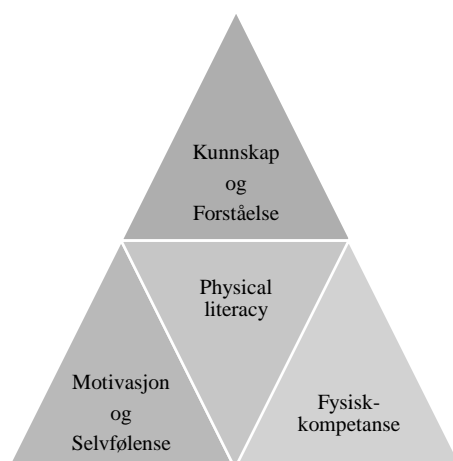 Kunnskap
og
Forståelse
Physical
literacy
Motivasjon
og
Selvfølense
Fysisk-
kompetanse